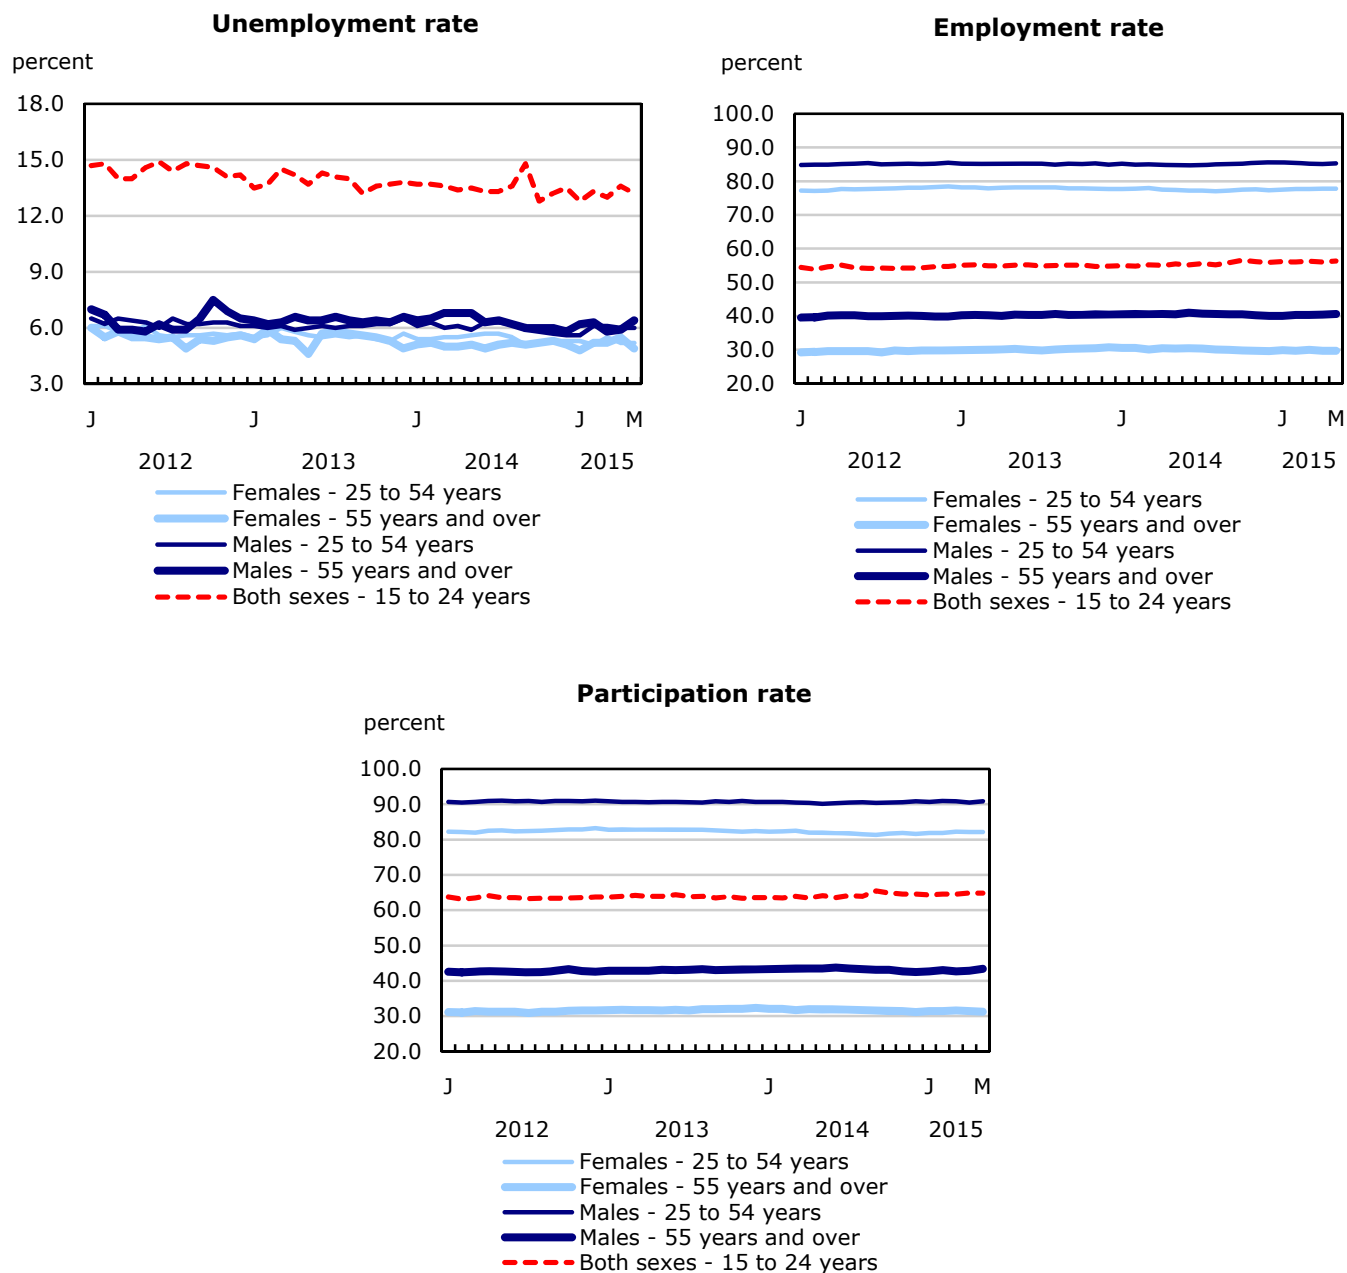 Unemployment rate
percent
18.0
15.0
12.0
9.0
6.0
3.0
J J J J M
2012 2013 2014 2015
Females - 25 to 54 years
Females - 55 years and over
Males - 25 to 54 years
Males - 55 years and over
Both sexes - 15 to 24 years
Employment rate
percent
100.0
90.0
80.0
70.0
60.0
50.0
40.0
30.0
20.0
J J J J M
2012 2013 2014 2015
Females - 25 to 54 years
Females - 55 years and over
Males - 25 to 54 years
Males - 55 years and over
Both sexes - 15 to 24 years
Participation rate
percent
100.0
90.0
80.0
70.0
60.0
50.0
40.0
30.0
20.0
J J J J M
2012 2013 2014 2015
Females - 25 to 54 years
Females - 55 years and over
Males - 25 to 54 years
Males - 55 years and over
Both sexes - 15 to 24 years